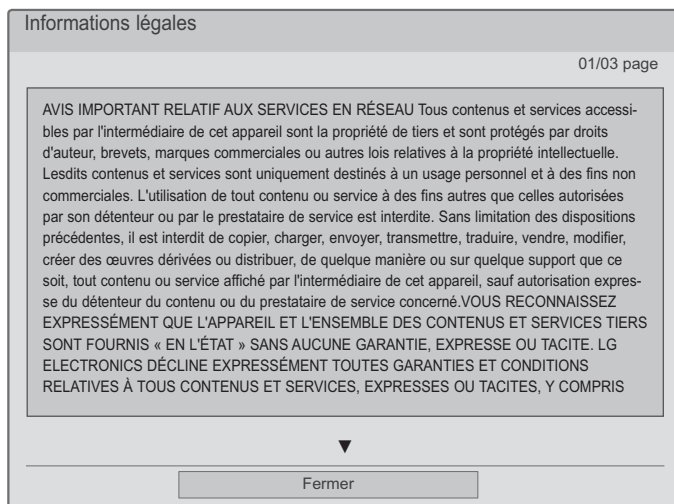 Informations légales
01/03 page
AVIS IMPORTANT RELATIF AUX SERVICES EN RÉSEAU Tous contenus et services accessi-
bles par l'intermédiaire de cet appareil sont la propriété de tiers et sont protégés par droits
d'auteur, brevets, marques commerciales ou autres lois relatives à la propriété intellectuelle.
Lesdits contenus et services sont uniquement destinés à un usage personnel et à des fins non
commerciales. L'utilisation de tout contenu ou service à des fins autres que celles autorisées
par son détenteur ou par le prestataire de service est interdite. Sans limitation des dispositions
précédentes, il est interdit de copier, charger, envoyer, transmettre, traduire, vendre, modifier,
créer des œuvres dérivées ou distribuer, de quelque manière ou sur quelque support que ce
soit, tout contenu ou service affiché par l'intermédiaire de cet appareil, sauf autorisation expres-
se du détenteur du contenu ou du prestataire de service concerné.VOUS RECONNAISSEZ
EXPRESSÉMENT QUE L'APPAREIL ET L'ENSEMBLE DES CONTENUS ET SERVICES TIERS
SONT FOURNIS « EN L'ÉTAT » SANS AUCUNE GARANTIE, EXPRESSE OU TACITE. LG
ELECTRONICS DÉCLINE EXPRESSÉMENT TOUTES GARANTIES ET CONDITIONS
RELATIVES À TOUS CONTENUS ET SERVICES, EXPRESSES OU TACITES, Y COMPRIS
▼
Fermer